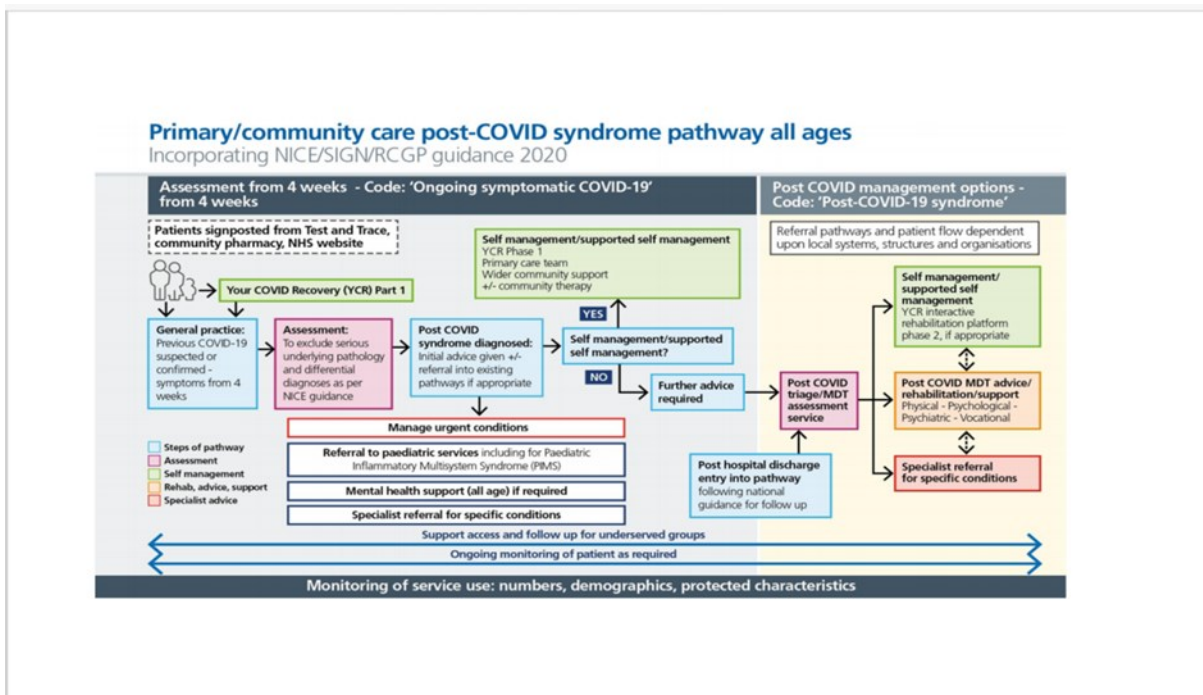 Primary/community care post-COVID syndrome pathway all ages
Incorporating NICE/SIGN/RCGP guidance 2020
Assessment from 4 weeks - Code: 'Ongoing symptomatic COVID-19'
from 4 weeks
Post COVID management options -
Code: 'Post-COVID-19 syndrome'
Patients signposted from Test and Trace,
community pharmacy, NHS website
Your COVID Recovery (YCR) Part 1
General practice:
Previous COVID-19
suspected or
confirmed -
symptoms from 4
weeks
Assessment:
To exclude serious
underlying pathology
and differential
diagnoses as per
NICE guidance
Post COVID
syndrome diagnosed:
Initial advice given +/-
referral into existing
pathways if appropriate
Self management/supported self management
YCR Phase 1
Primary care team
Wider community support
+/- community therapy
YES
Self management/supported
self management?
NO
Further advice
required
Manage urgent conditions
Referral to paediatric services including for Paediatric
Inflammatory Multisystem Syndrome (PIMS)
Mental health support (all age) if required
Specialist referral for specific conditions
Steps of pathway
Assessment
Self management
Rehab, advice, support
Specialist advice
Referral pathways and patient flow dependent
upon local systems, structures and organisations
Post COVID
triage/MDT
assessment
service
Post hospital discharge
entry into pathway
following national
guidance for follow up
Self management/
supported self
management
YCR interactive
rehabilitation platform
phase 2, if appropriate
Post COVID MDT advice/
rehabilitation/support
Physical - Psychological -
Psychiatric - Vocational
Specialist referral
for specific conditions
Support access and follow up for underserved groups
Ongoing monitoring of patient as required
Monitoring of service use: numbers, demographics, protected characteristics